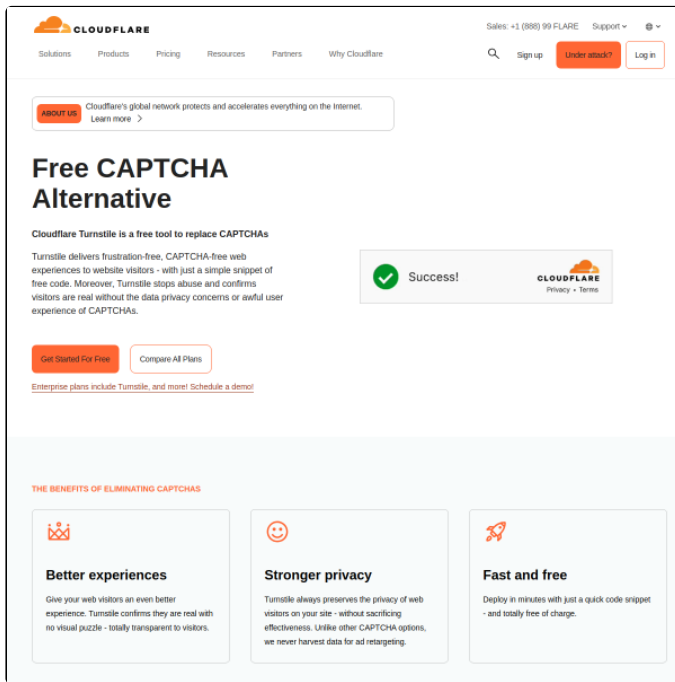 CLOUDFLARE
Sales: +1 (888) 99 FLARE Support
Solutions Products Pricing Resources Partners Why Cloudflare Sign up Under attack? Log in
ABOUT US
Cloudflare's global network protects and accelerates everything on the Internet.
Learn more
Free CAPTCHA
Alternative
Cloudflare Turnstile is a free tool to replace CAPTCHAs
Turnstile delivers frustration-free, CAPTCHA-free web
experiences to website visitors - with just a simple snippet of
free code. Moreover, Turnstile stops abuse and confirms
visitors are real without the data privacy concerns or awful user
experience of CAPTCHAs.
Success!
CLOUDFLARE
Privacy • Terms
Get Started For Free Compare All Plans
Enterprise plans include Turnstile, and more! Schedule a demo!
THE BENEFITS OF ELIMINATING CAPTCHAS
Better experiences
Give your web visitors an even better
experience. Turnstile confirms they are real with
no visual puzzle - totally transparent to visitors.
Stronger privacy
Turnstile always preserves the privacy of web
visitors on your site - without sacrificing
effectiveness. Unlike other CAPTCHA options,
we never harvest data for ad retargeting.
Fast and free
Deploy in minutes with just a quick code snippet
- and totally free of charge.